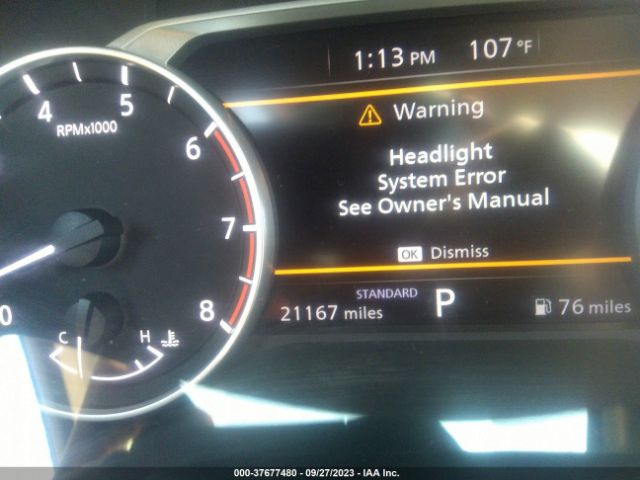 1:13 PM 107°F
4
5
RPMx1000
6
7
8
0
Warning
Headlight
System Error
See Owner's Manual
OK Dismiss
STANDARD
P
21167 miles
76 miles
C H
000-37677480 - 09/27/2023 - IAA Inc.